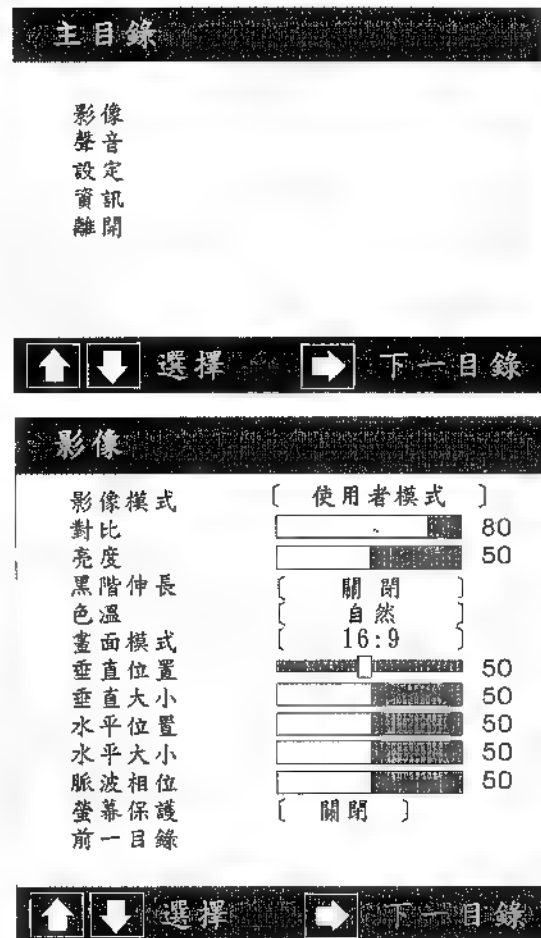 主目錄
影像
聲音
設定
資訊
離開
選擇 下一目錄
影像
影像模式 〔 使用者模式 〕
對比 80
亮度 50
黑階伸長 〔 關閉 〕
色溫 〔 自然 〕
畫面模式 〔 16:9 〕
垂直位置 50
垂直大小 50
水平位置 50
水平大小 50
脈波相位 50
螢幕保護 〔 關閉 〕
前一目錄
選擇 下一目錄